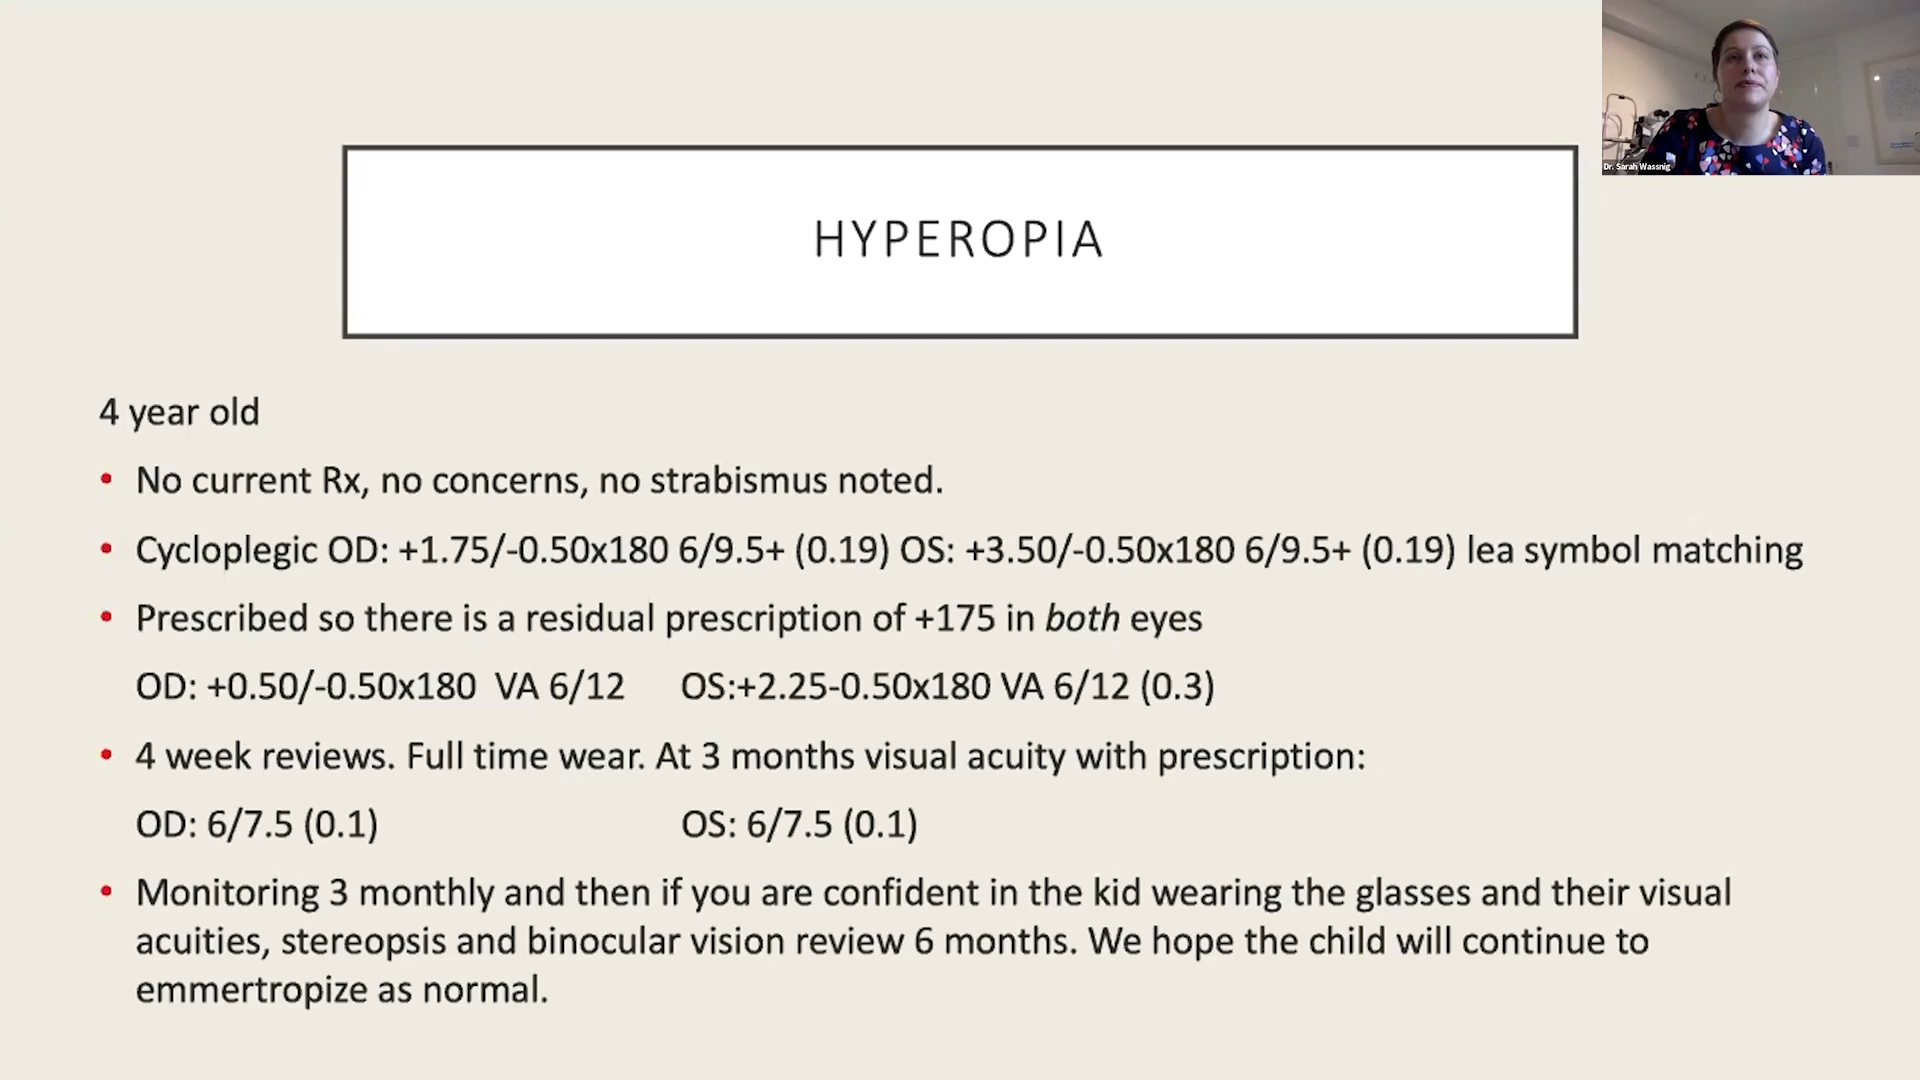 Dr. Sarah Wassnig
HYPEROPIA
4 year old
• No current Rx, no concerns, no strabismus noted.
• Cycloplegic OD: +1.75/-0.50x180 6/9.5+ (0.19) OS: +3.50/-0.50x180 6/9.5+ (0.19) lea symbol matching
• Prescribed so there is a residual prescription of +175 in both eyes
OD: +0.50/-0.50x180 VA 6/12 OS:+2.25-0.50x180 VA 6/12 (0.3)
• 4 week reviews. Full time wear. At 3 months visual acuity with prescription:
OD: 6/7.5 (0.1) OS: 6/7.5 (0.1)
• Monitoring 3 monthly and then if you are confident in the kid wearing the glasses and their visual
acuities, stereopsis and binocular vision review 6 months. We hope the child will continue to
emmertropize as normal.